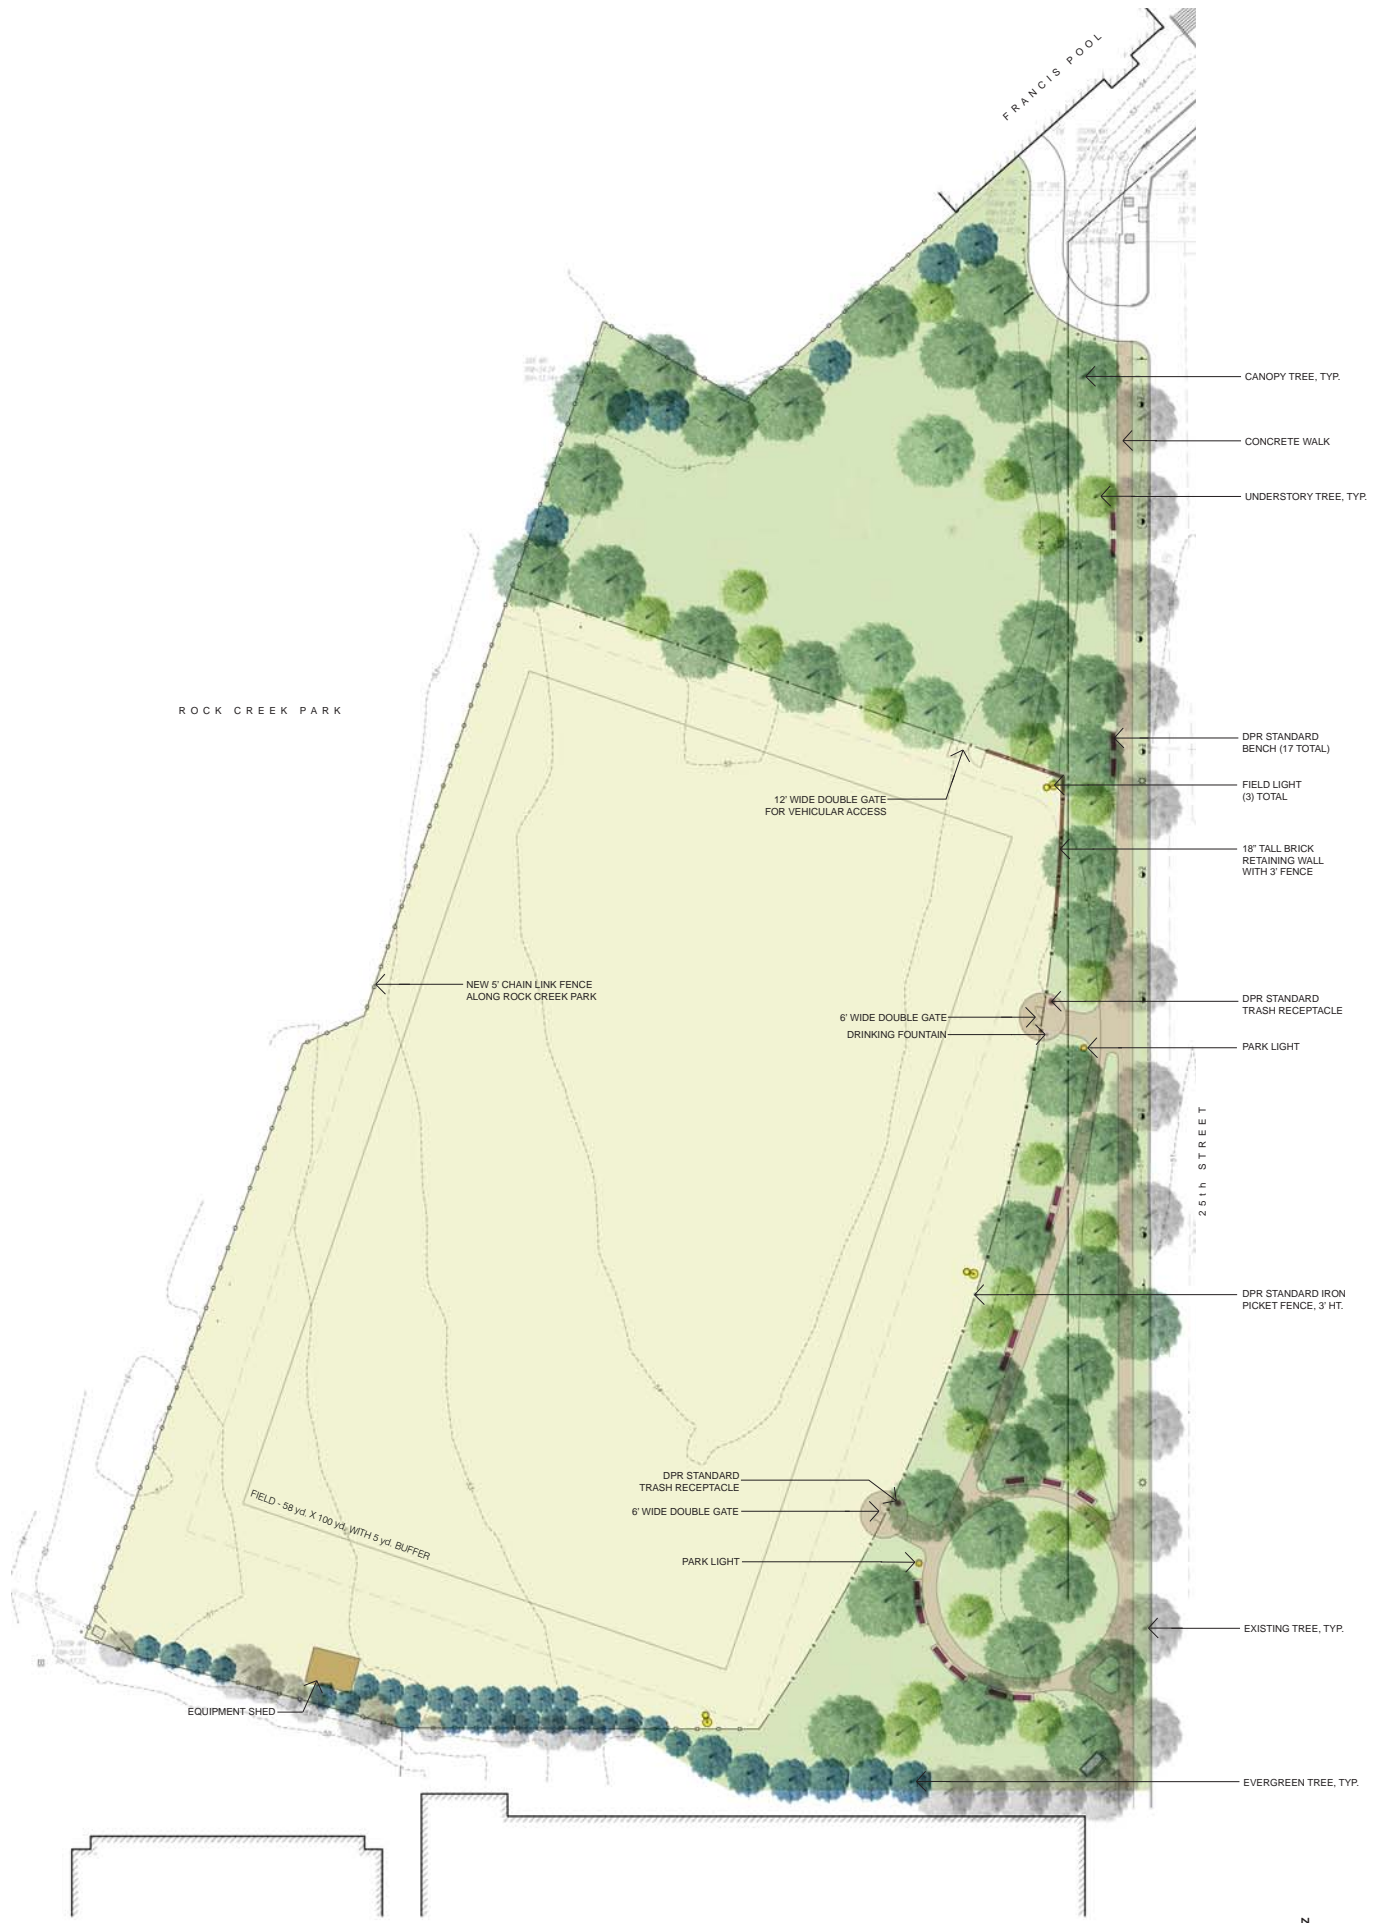 FRANCIS POOL
CANOPY TREE, TYP.
CONCRETE WALK
UNDERSTORY TREE, TYP.
ROCK CREEK PARK
DPR STANDARD
BENCH (17 TOTAL)
FIELD LIGHT
(3) TOTAL
12' WIDE DOUBLE GATE
FOR VEHICULAR ACCESS
18" TALL BRICK
RETAINING WALL
WITH 3' FENCE
NEW 5' CHAIN LINK FENCE
ALONG ROCK CREEK PARK
DPR STANDARD
TRASH RECEPTACLE
6' WIDE DOUBLE GATE
DRINKING FOUNTAIN
PARK LIGHT
25th STREET
DPR STANDARD IRON
PICKET FENCE, 3' HT.
DPR STANDARD
TRASH RECEPTACLE
6' WIDE DOUBLE GATE
FIELD - 58 yd. X 100 yd. WITH 5 yd. BUFFER
PARK LIGHT
EXISTING TREE, TYP.
EQUIPMENT SHED
EVERGREEN TREE, TYP.
N